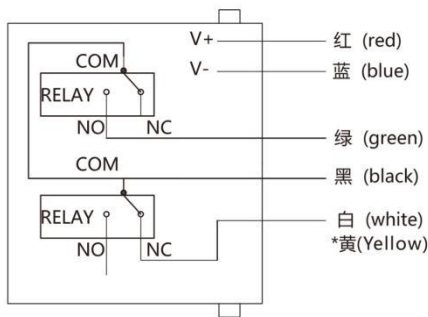 V+ 红 (red)
COM V- 蓝 (blue)
RELAY
NO NC 绿 (green)
COM 黑 (black)
RELAY 白 (white)
NO NC *黄(Yellow)